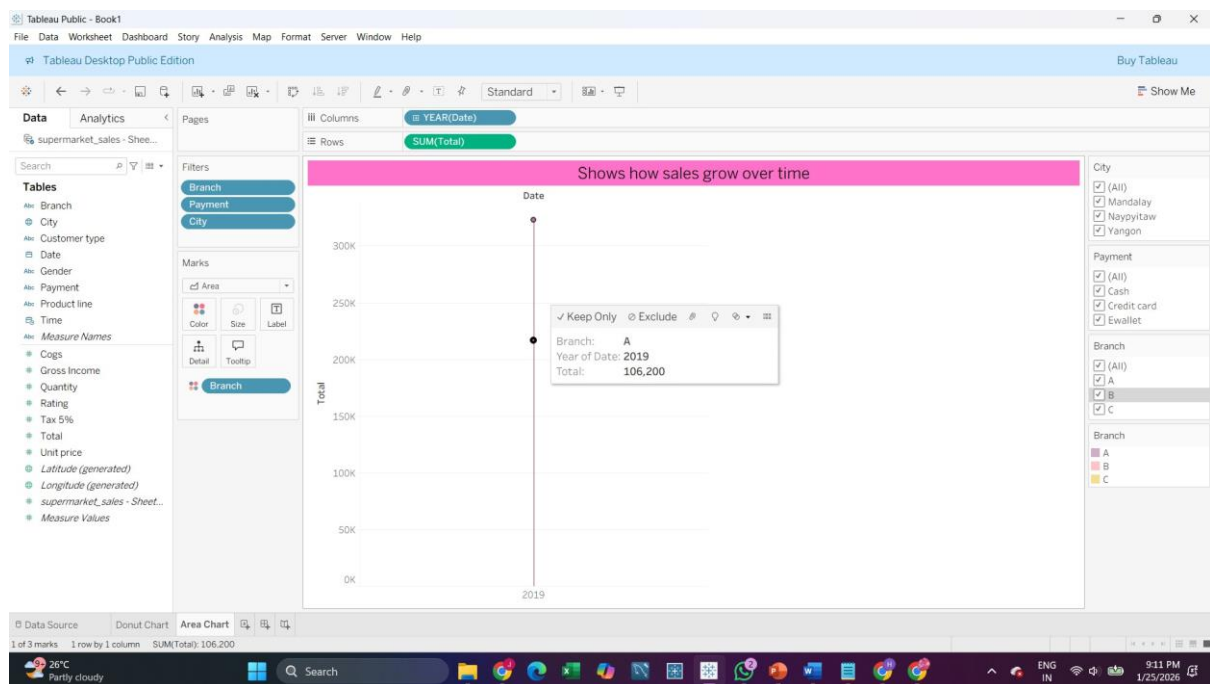 Tableau Public - Book1
File Data Worksheet Dashboard Story Analysis Map Format Server Window Help
Tableau Desktop Public Edition
Buy Tableau
Standard
Show Me
Data
Analytics
supermarket_sales - Shee...
Search
Tables
Abc Branch
City
Abc Customer type
Date
Abc Gender
Abc Payment
Abc Product line
Time
Abc Measure Names
Cogs
Gross Income
Quantity
Rating
Tax 5%
Total
Unit price
Latitude (generated)
Longitude (generated)
supermarket_sales - Sheet...
Measure Values
Pages
Filters
Branch
Payment
City
Marks
Area
Color
Size
Label
Detail
Tooltip
Branch
Columns
YEAR(Date)
Rows
SUM(Total)
Shows how sales grow over time
Date
300K
250K
200K
150K
100K
50K
0K
Total
2019
Keep Only
Exclude
Branch: A
Year of Date: 2019
Total: 106,200
City
(All)
Mandalay
Naypyitaw
Yangon
Payment
(All)
Cash
Credit card
Ewallet
Branch
(All)
A
B
C
Branch
A
B
C
Data Source
Donut Chart
Area Chart
1 of 3 marks 1 row by 1 column SUM(Total): 106,200
26°C
Partly cloudy
Search
ENG
IN
9:11 PM
1/25/2026